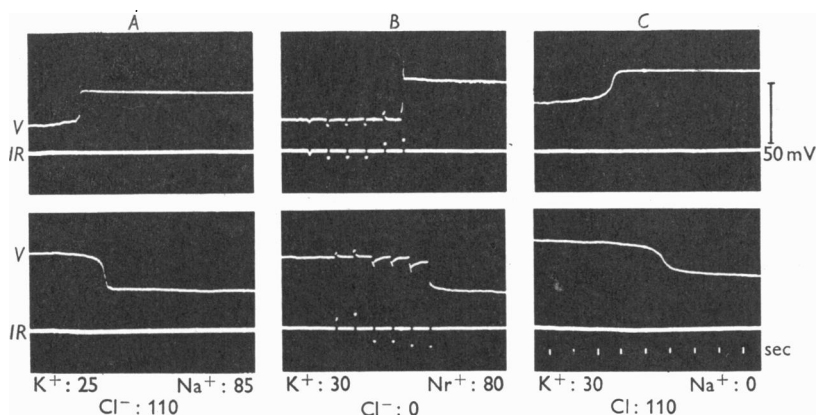 A B C
V
IR
50 mV
V
IR
sec
K+: 25 Na+: 85
Cl−: 110
K+: 30 Nr+: 80
Cl−: 0
K+: 30 Na+: 0
Cl : 110